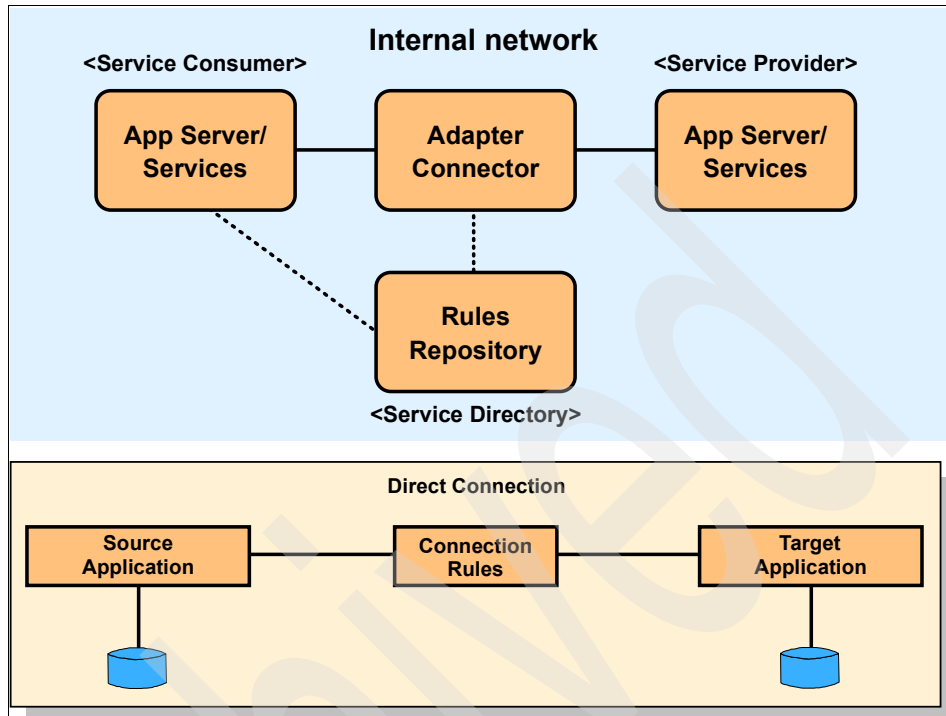 Internal network
<Service Consumer>
<Service Provider>
App Server/
Services
Adapter
Connector
App Server/
Services
Rules
Repository
<Service Directory>
Direct Connection
Source
Application
Connection
Rules
Target
Application